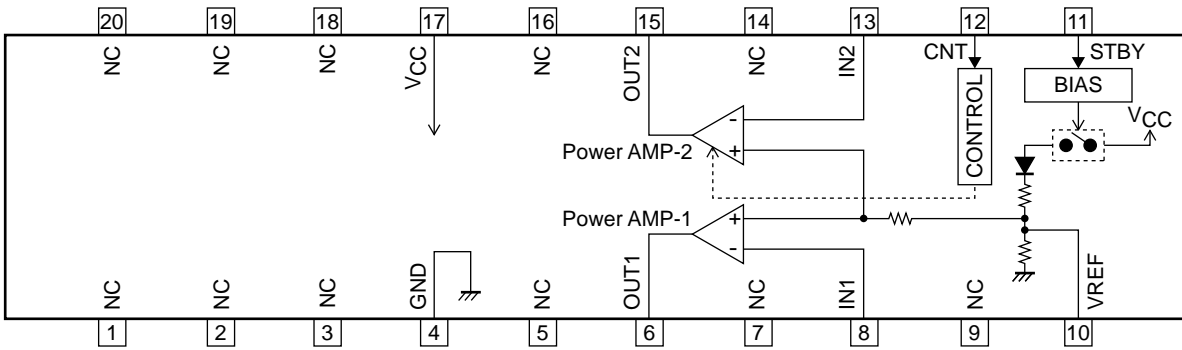 20 19 18 17 16 15 14 13 12 11
NC NC NC VCC NC OUT2 NC IN2 CNT STBY
BIAS
VCC
CONTROL
Power AMP-2
-
+
Power AMP-1
+
-
NC NC NC GND NC OUT1 NC IN1 NC VREF
1 2 3 4 5 6 7 8 9 10